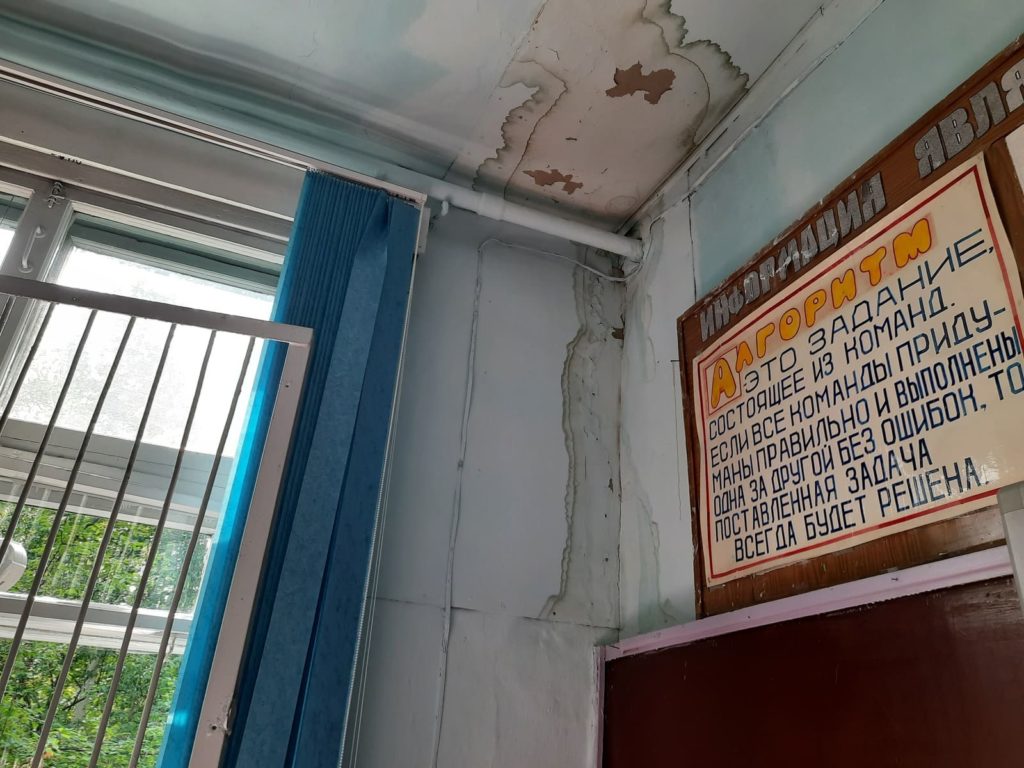 ИНФОРМАЦИИ ЯВЛЯ
АЛГОРИТМ
ЭТО ЗАДАНИЕ,
СОСТОЯЩЕЕ ИЗ КОМАНД.
ЕСЛИ ВСЕ КОМАНДЫ ПРИДУ-
МАНЫ ПРАВИЛЬНО И ВЫПОЛНЕНЫ
ОДНА ЗА ДРУГОЙ БЕЗ ОШИБОК, ТО
ПОСТАВЛЕННАЯ ЗАДАЧА
ВСЕГДА БУДЕТ РЕШЕНА.